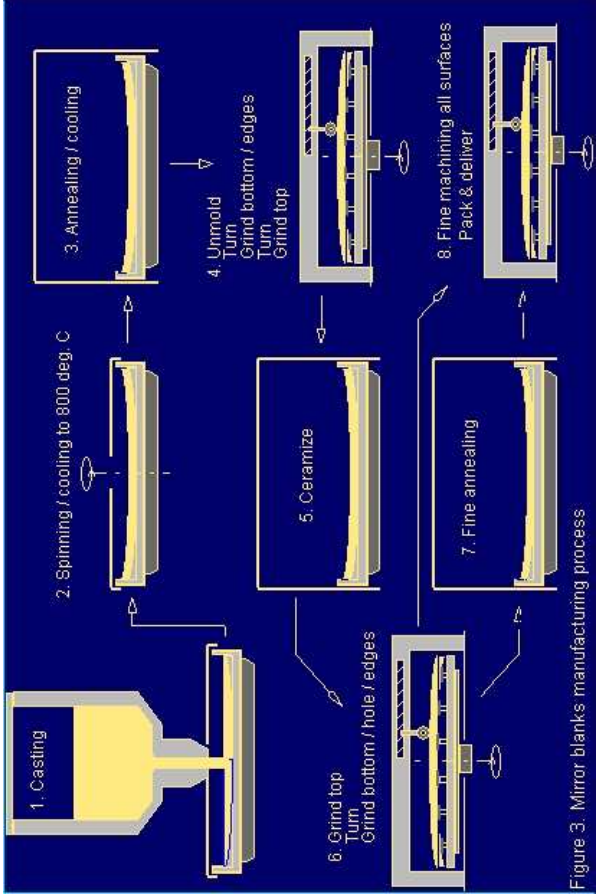 1. Casting
2. Spinning / cooling to 800 deg. C
3. Annealing / cooling
4. Unmold
Turn
Grind bottom / edges
Turn
Grind top
5. Ceramize
6. Grind top
Turn
Grind bottom / hole / edges
7. Fine annealing
8. Fine machining all surfaces
Pack & deliver
Figure 3. Mirror blanks manufacturing process